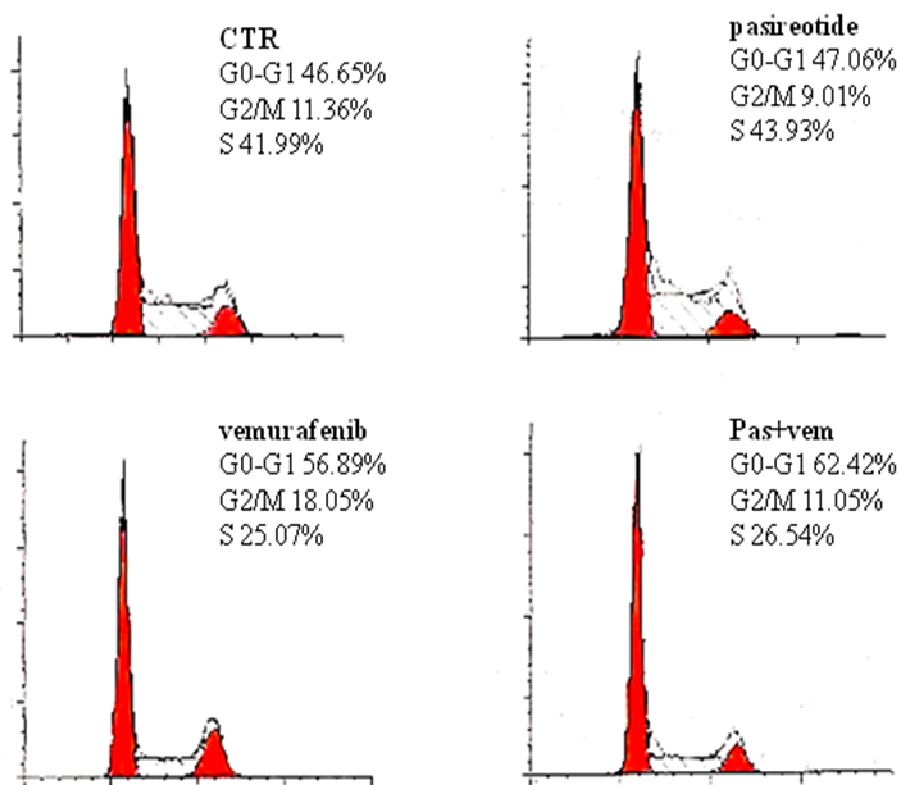 CTR
G0-G1 46.65%
G2/M 11.36%
S 41.99%
pasireotide
G0-G1 47.06%
G2/M 9.01%
S 43.93%
vemurafenib
G0-G1 56.89%
G2/M 18.05%
S 25.07%
Pas+vem
G0-G1 62.42%
G2/M 11.05%
S 26.54%